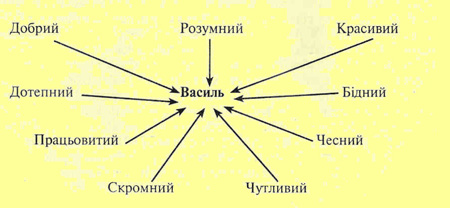 Добрий Розумний Красивий
Дотепний Василь Бідний
Працьовитий Чесний
Скромний Чутливий